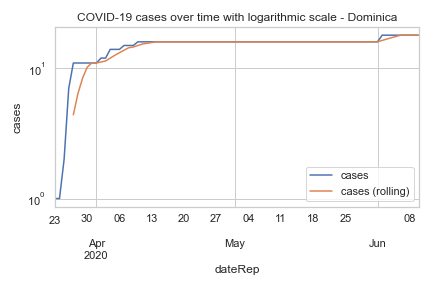 COVID-19 cases over time with logarithmic scale - Dominica
cases
10¹
10⁰
cases
cases (rolling)
23 30 06 13 20 27 04 11 18 25 08
Apr May Jun
2020
dateRep